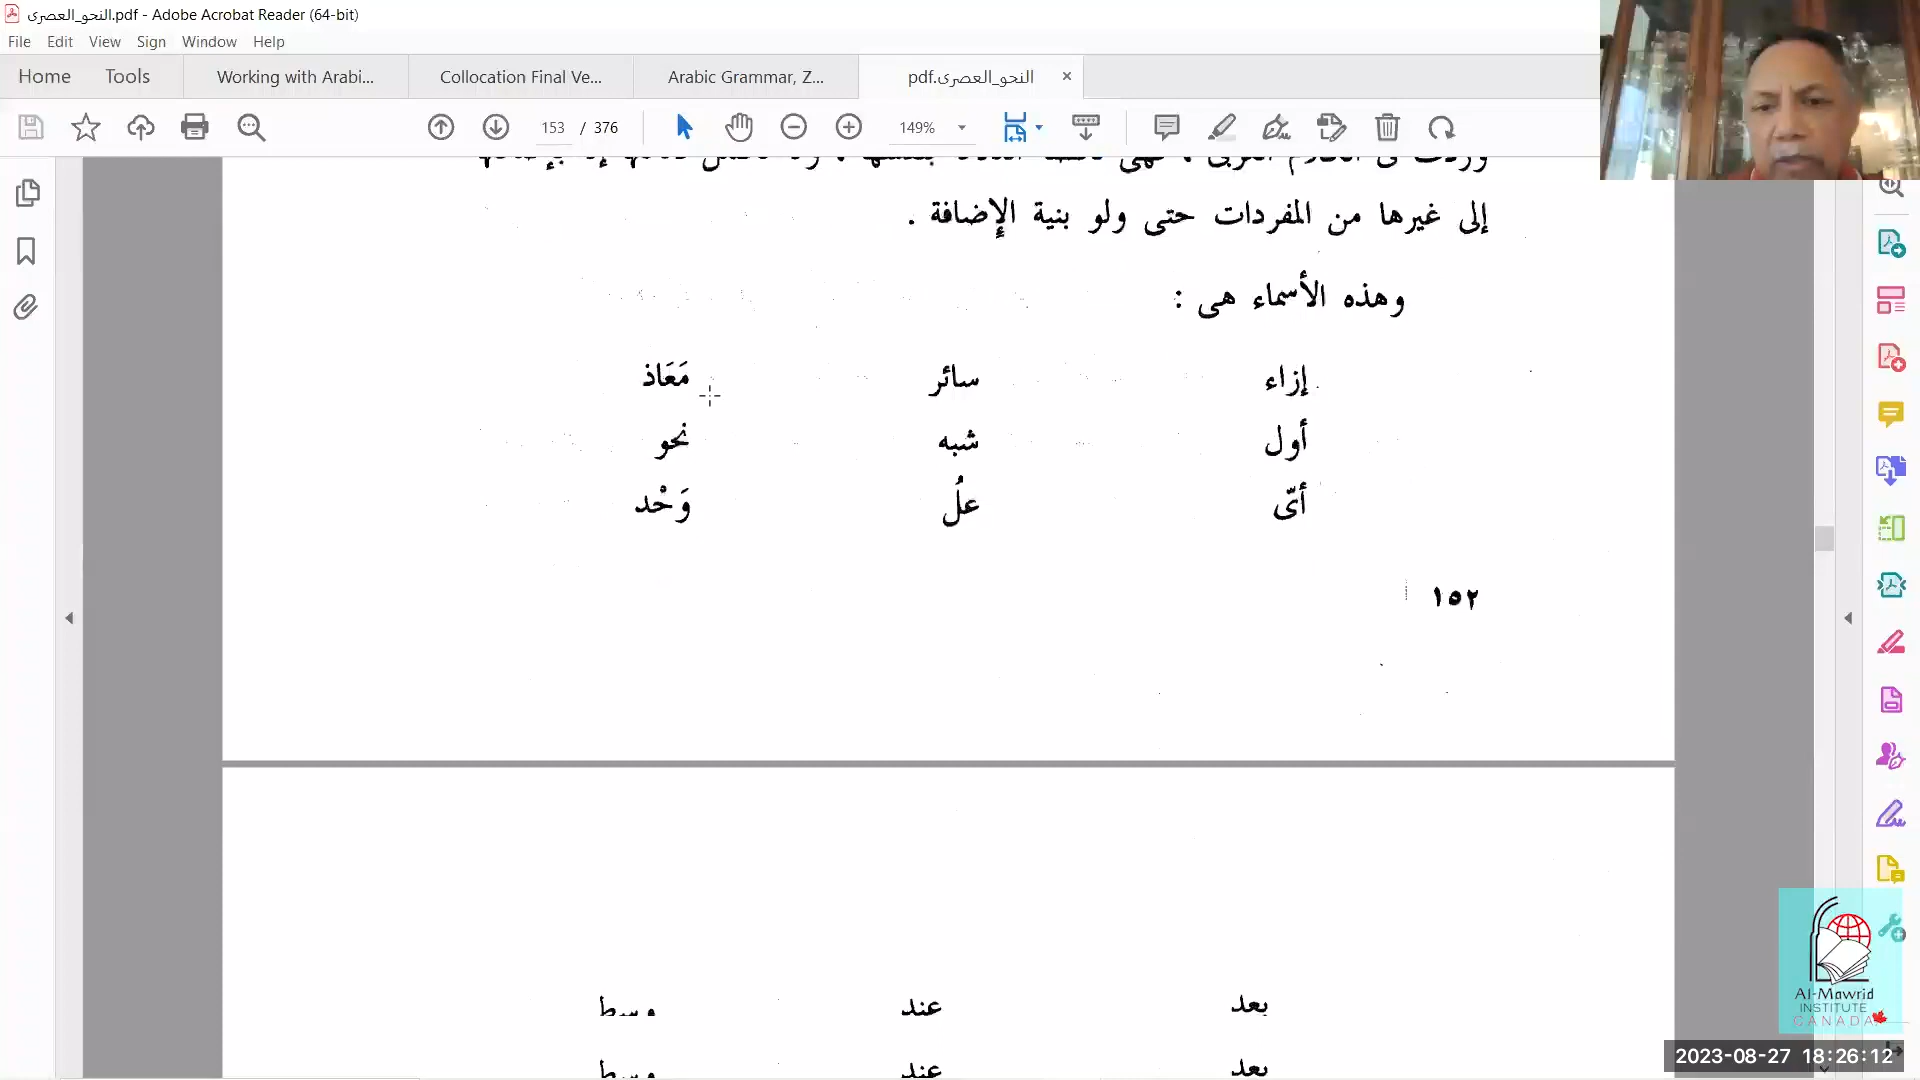 النحو_العصرى.pdf - Adobe Acrobat Reader (64-bit)
File Edit View Sign Window Help
Home Tools Working with Arabi... Collocation Final Ve... Arabic Grammar, Z... النحو_العصرى.pdf ×
153 / 376 149%
إلى غيرها من المفردات حتى ولو بنية الإضافة .
وهذه الأسماء هى :
إزاء سائر مَعَاذ
أول شبه نحو
أىّ علُ وَحْد
١٥٢
بعد عند وسط
بعد عند وسط
Al-Mawrid
INSTITUTE
CANADA
2023-08-27 18:26:12